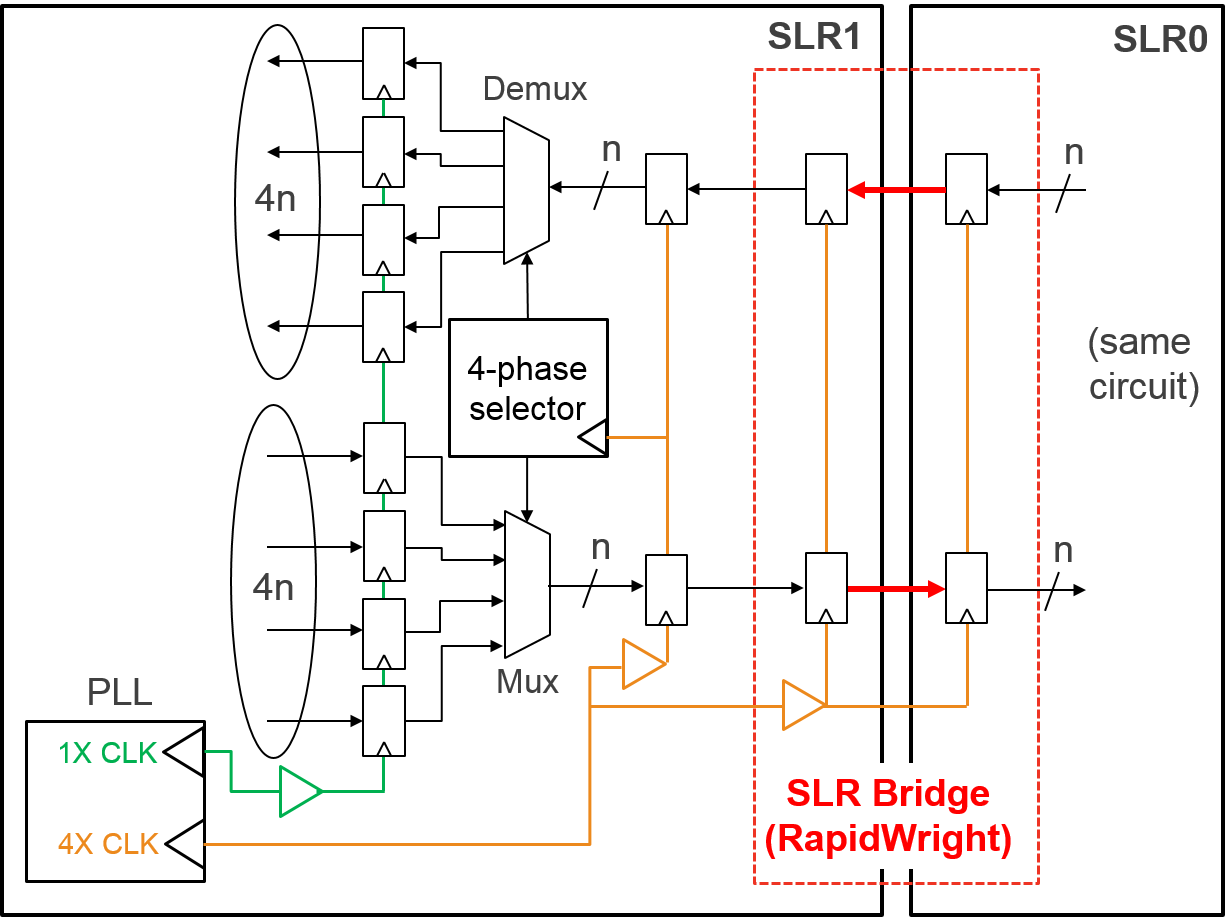 SLR1
SLR0
Demux
n
n
4n
4-phase
selector
(same
circuit)
n
n
4n
Mux
PLL
1X CLK
4X CLK
SLR Bridge
(RapidWright)